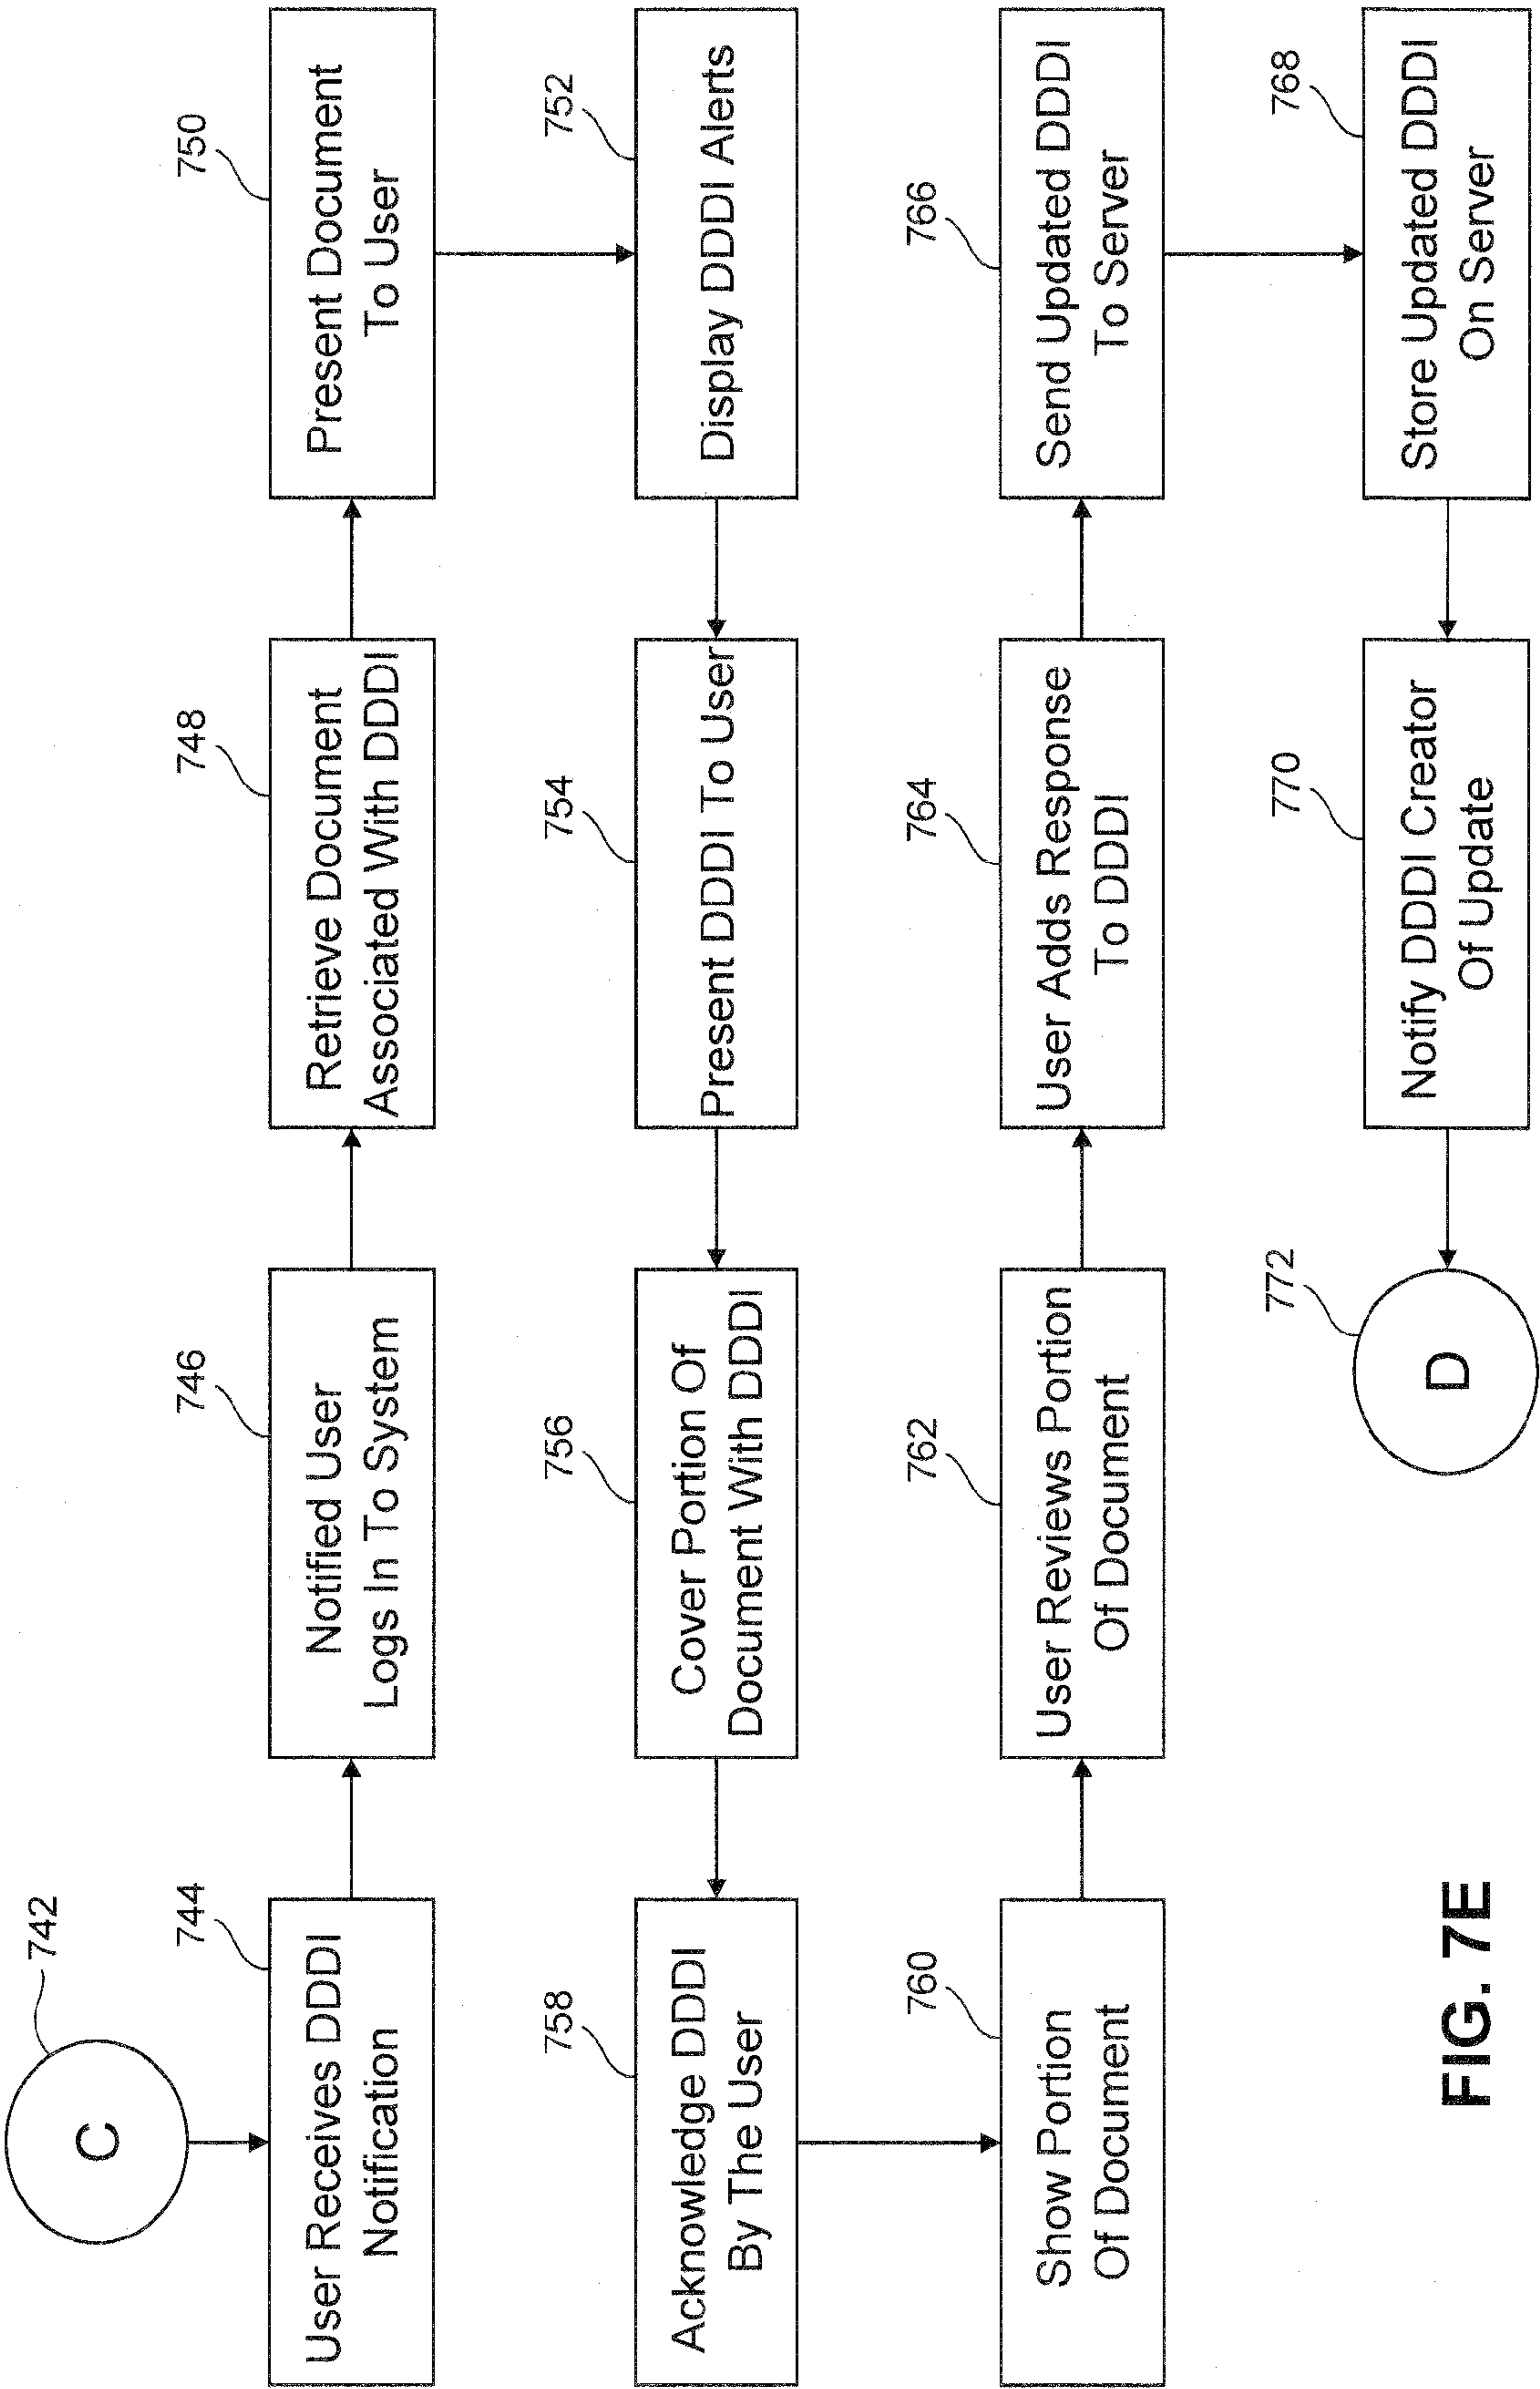 742
C
744
User Receives DDDI
Notification
746
Notified User
Logs In To System
748
Retrieve Document
Associated With DDDI
750
Present Document
To User
752
Display DDDI Alerts
754
Present DDDI To User
756
Cover Portion Of
Document With DDDI
758
Acknowledge DDDI
By The User
760
Show Portion
Of Document
762
User Reviews Portion
Of Document
764
User Adds Response
To DDDI
766
Send Updated DDDI
To Server
768
Store Updated DDDI
On Server
770
Notify DDDI Creator
Of Update
772
D
FIG. 7E